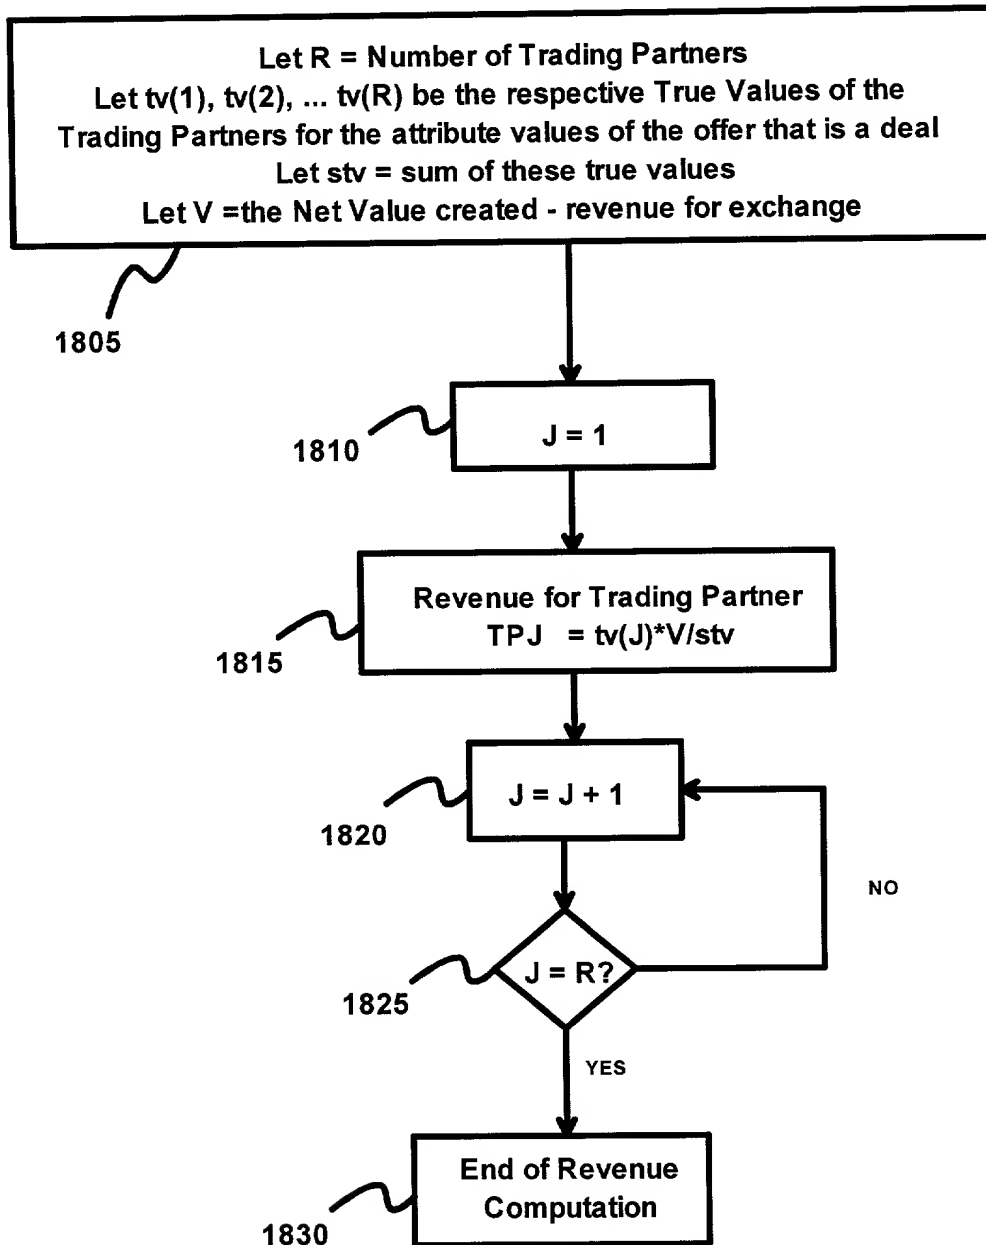 Let R = Number of Trading Partners
Let tv(1), tv(2), ... tv(R) be the respective True Values of the
Trading Partners for the attribute values of the offer that is a deal
Let stv = sum of these true values
Let V =the Net Value created - revenue for exchange
1805
J = 1
1810
Revenue for Trading Partner
TPJ = tv(J)*V/stv
1815
J = J + 1
1820
NO
J = R?
1825
YES
End of Revenue
Computation
1830